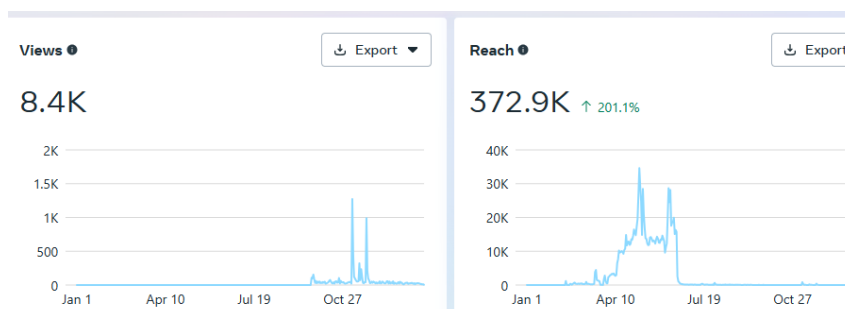 Views
Export
8.4K
2K
1.5K
1K
500
0
Jan 1 Apr 10 Jul 19 Oct 27
Reach
Export
372.9K ↑ 201.1%
40K
30K
20K
10K
0
Jan 1 Apr 10 Jul 19 Oct 27